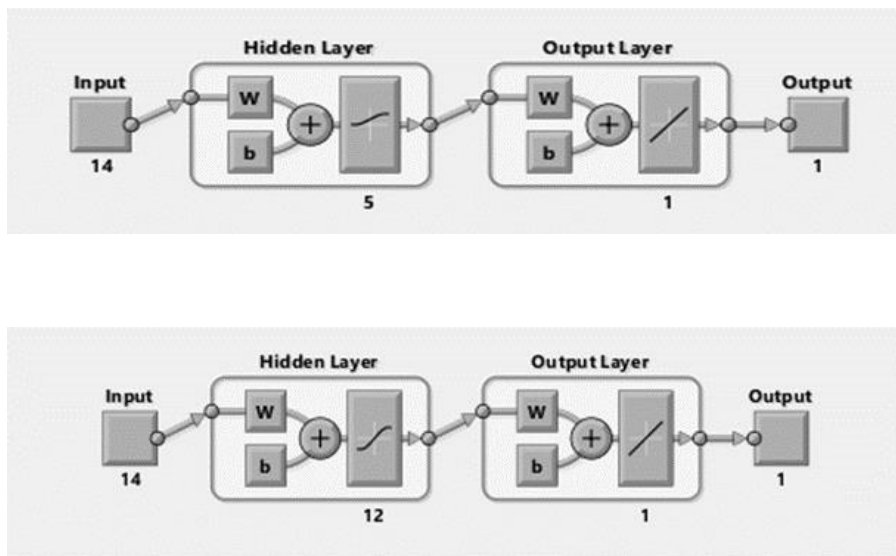 Hidden Layer Output Layer
Input Output
W W
b b
14 1
5 1
Hidden Layer Output Layer
Input Output
W W
b b
14 1
12 1